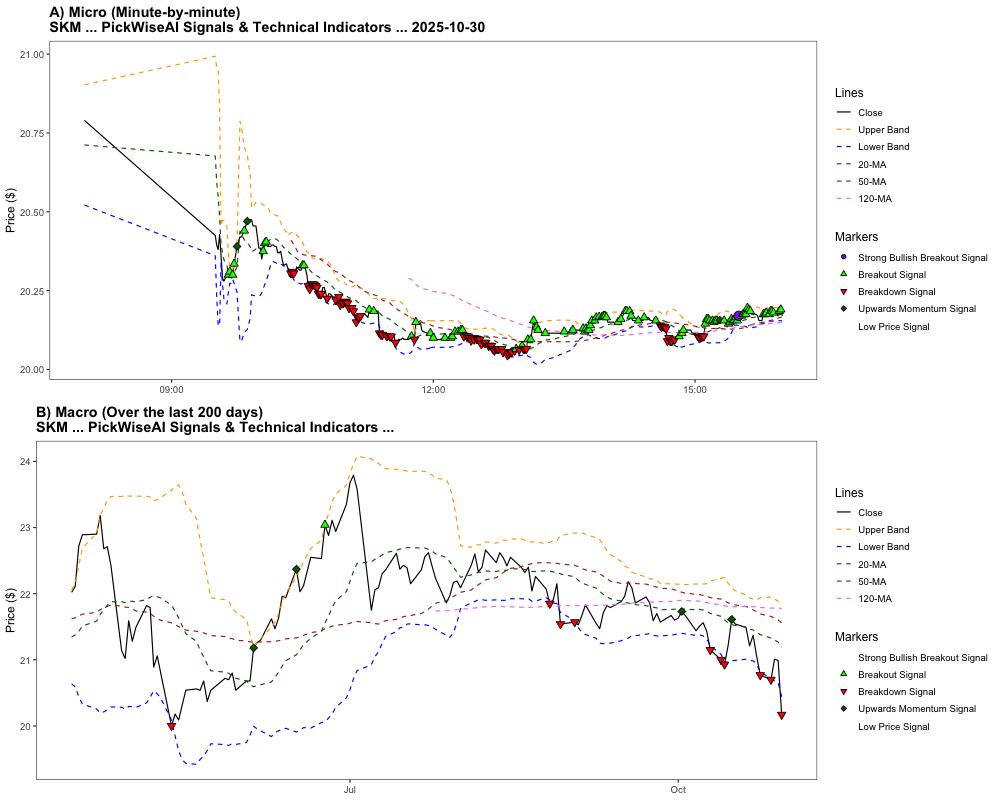 A) Micro (Minute-by-minute)
SKM ... PickWiseAI Signals & Technical Indicators ... 2025-10-30
Price ($)
21.00
20.75
20.50
20.25
20.00
09:00
12:00
15:00
Lines
Close
Upper Band
Lower Band
20-MA
50-MA
120-MA
Markers
Strong Bullish Breakout Signal
Breakout Signal
Breakdown Signal
Upwards Momentum Signal
Low Price Signal
B) Macro (Over the last 200 days)
SKM ... PickWiseAI Signals & Technical Indicators ...
Price ($)
24
23
22
21
20
Jul
Oct
Lines
Close
Upper Band
Lower Band
20-MA
50-MA
120-MA
Markers
Strong Bullish Breakout Signal
Breakout Signal
Breakdown Signal
Upwards Momentum Signal
Low Price Signal